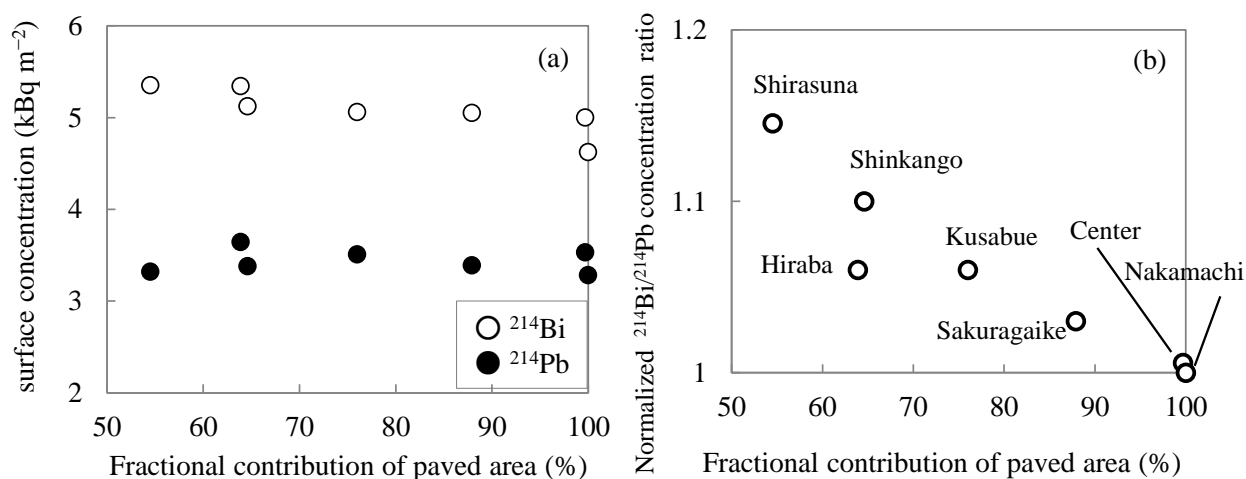 surface concentration (kBq m⁻²)
6
5
4
3
2
(a)
²¹⁴Bi
²¹⁴Pb
50 60 70 80 90 100
Fractional contribution of paved area (%)
Normalized ²¹⁴Bi/²¹⁴Pb concentration ratio
1.2
1.1
1
(b)
Shirasuna
Shinkango
Hiraba
Kusabue
Center
Nakamachi
Sakuragaike
50 60 70 80 90 100
Fractional contribution of paved area (%)